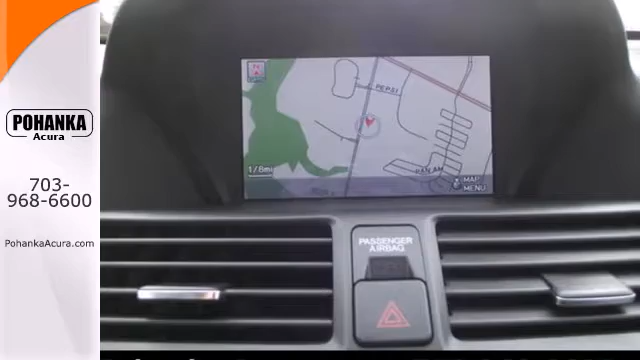 POHANKA
Acura
703-
968-6600
PohankaAcura.com
PEPSI
1/8mi
MAP
MENU
PASSENGER
AIRBAG